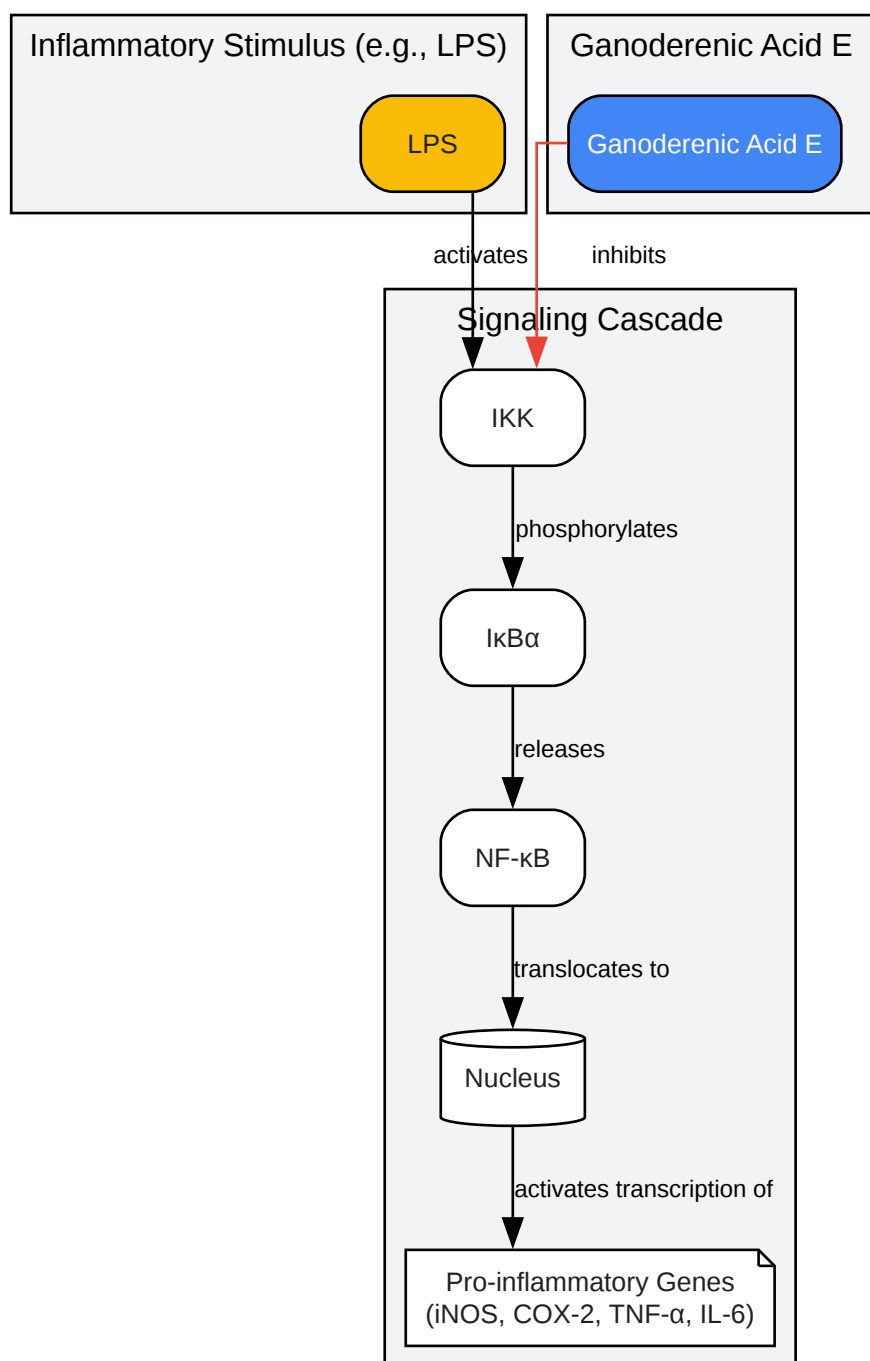 Inflammatory Stimulus (e.g., LPS)
Ganoderenic Acid E
LPS
Ganoderenic Acid E
activates
inhibits
Signaling Cascade
IKK
phosphorylates
IκBα
releases
NF-κB
translocates to
Nucleus
activates transcription of
Pro-inflammatory Genes
(iNOS, COX-2, TNF-α, IL-6)